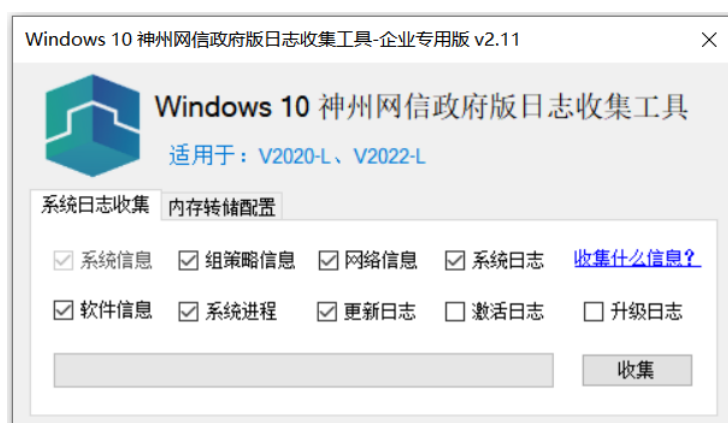 Windows 10 神州网信政府版日志收集工具-企业专用版 v2.11
Windows 10 神州网信政府版日志收集工具
适用于：V2020-L、V2022-L
系统日志收集 内存转储配置
系统信息 组策略信息 网络信息 系统日志 收集什么信息？
软件信息 系统进程 更新日志 激活日志 升级日志
收集